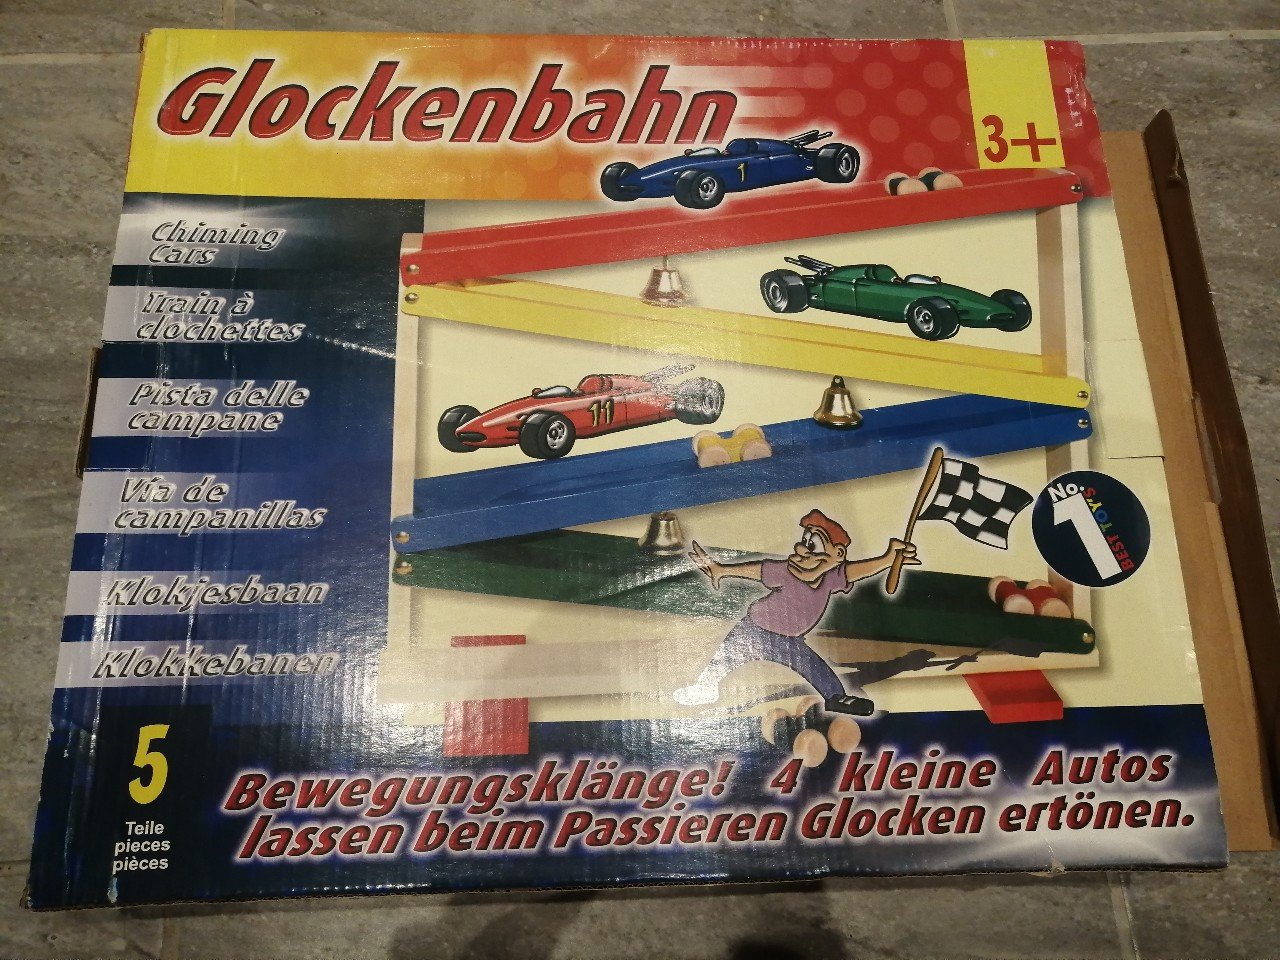 Glockenbahn
3+
1
Chiming
Cars
Train à
clochettes
11
Pista delle
campane
Vía de
campanillas
No.
1
BEST TOY'S
Klokjesbaan
Klokkebanen
5
Teile
pieces
pièces
Bewegungsklänge! 4 kleine Autos
lassen beim Passieren Glocken ertönen.